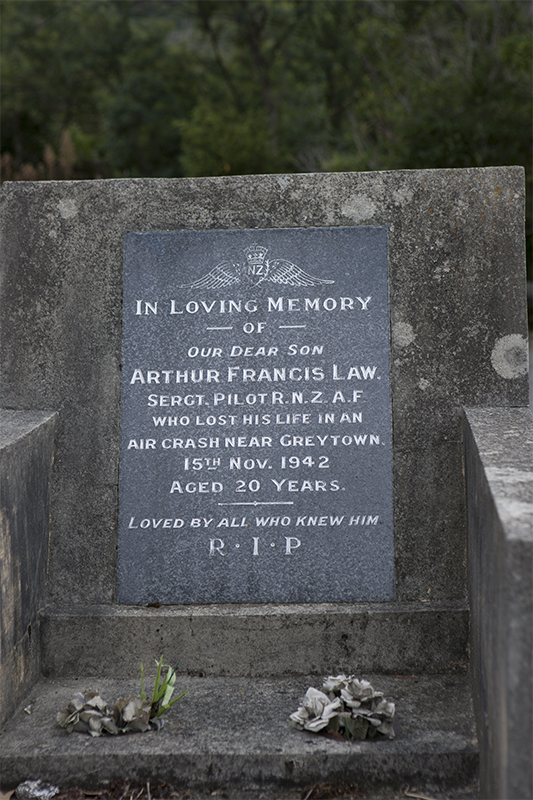 NZ
IN LOVING MEMORY
— OF —
OUR DEAR SON
ARTHUR FRANCIS LAW.
SERGT. PILOT R.N.Z.A.F
WHO LOST HIS LIFE IN AN
AIR CRASH NEAR GREYTOWN.
15TH NOV. 1942
AGED 20 YEARS.
LOVED BY ALL WHO KNEW HIM
R · I · P